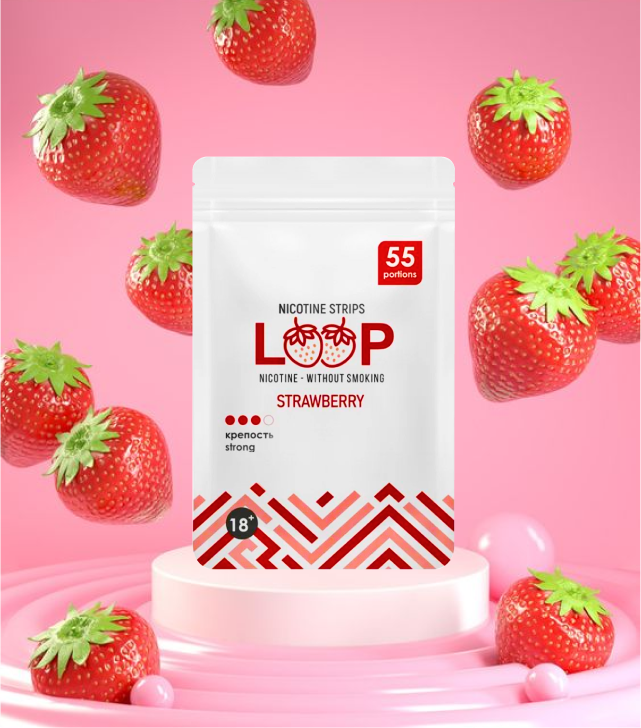 55
portions
NICOTINE STRIPS
LOOP
NICOTINE - WITHOUT SMOKING
STRAWBERRY
крепость
strong
18+